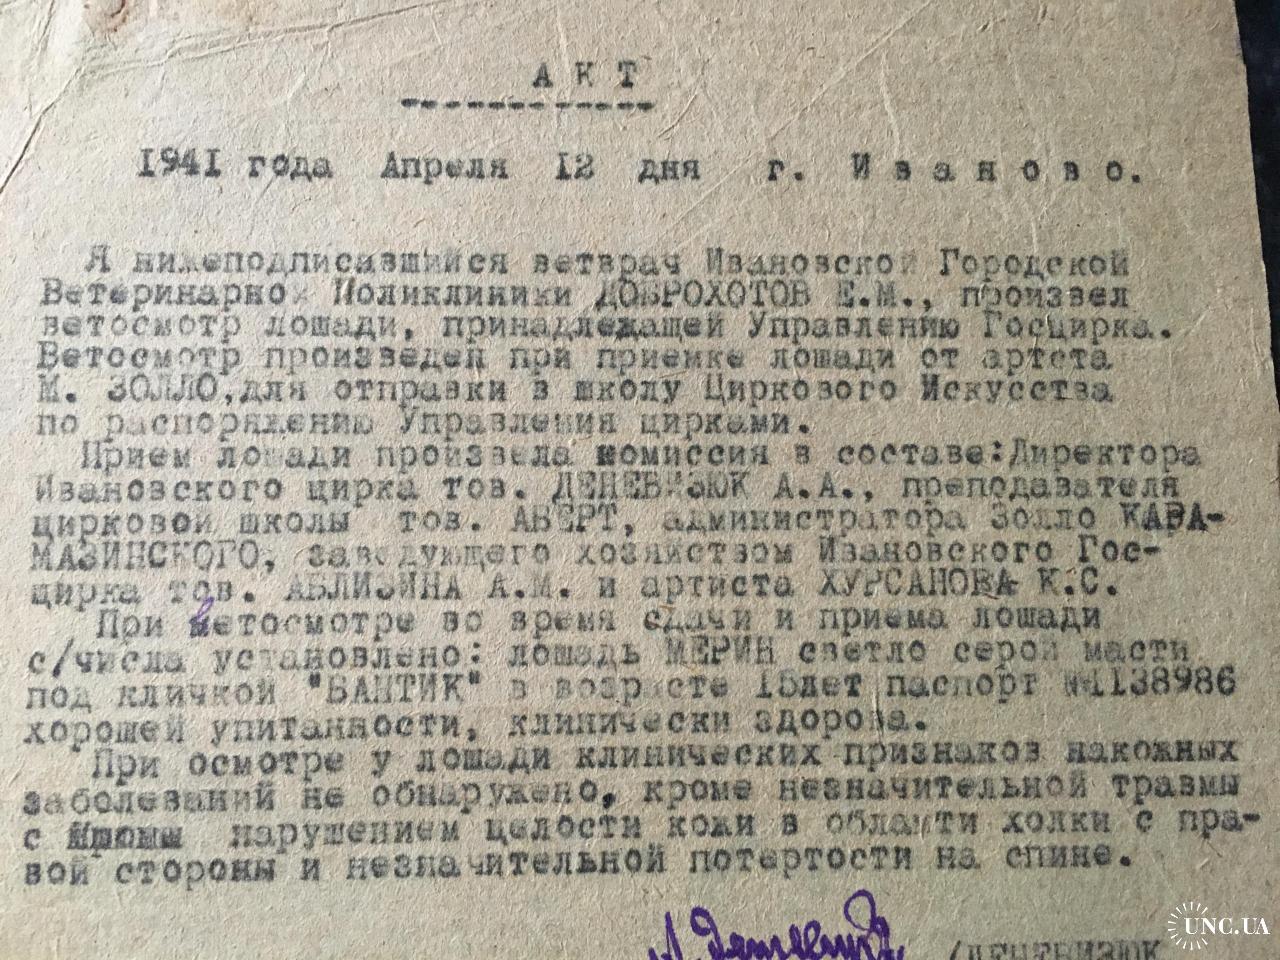 А К Т
1941 года Апреля 12 дня г. И в а н о в о.
Я нижеподписавшийся ветврач Ивановской Городской
Ветеринарной Поликлиники ДОБРОХОТОВ Е.М., произвел
ветосмотр лошади, принадлежащей Управлению Госцирка.
Ветосмотр произведен при приемке лошади от артста
М. ЗОЛЛО,для отправки в школу Циркового Искусства
по распоряжению Управления цирками.
Прием лошади произвела комиссия в составе:Директора
Ивановского цирка тов. ДЕНЕВИЗЮК А.А., преподавателя
цирковой школы тов. АБЕРТ, администратора Золло КАРА-
МАЗИНСКОГО, заведующего хозяйством Ивановского Гос-
цирка тов. АБЛИЗИНА А.М. и артиста ХУРСАНОВА К.С.
При ветосмотре во время сдачи и приема лошади
с/числа установлено: лошадь МЕРИН светло серой масти
под кличкой "БАНТИК" в возрасте 15лет паспорт №1138986
хорошей упитанности, клинически здорова.
При осмотре у лошади клинических признаков накожных
заболеваний не обнаружено, кроме незначительной травмы
с нарушением целости кожи в области холки с пра-
вой стороны и незначительной потертости на спине.
/ДЕНЕВИЗЮК
UNC.UA